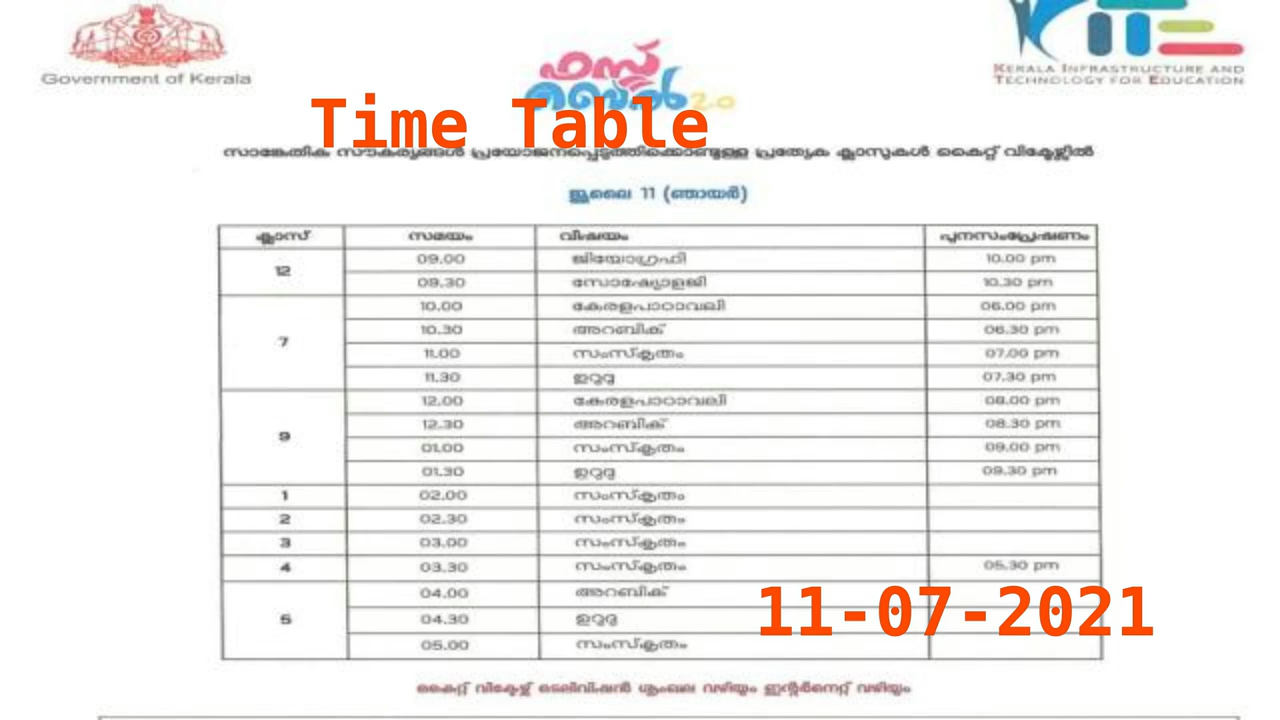 Government of Kerala
KERALA INFRASTRUCTURE AND
TECHNOLOGY FOR EDUCATION
ഫസ്റ്റ്
ബെൽ 2.0
Time Table
സാങ്കേതിക സൗകര്യങ്ങൾ പ്രയോജനപ്പെടുത്തിക്കൊണ്ടുള്ള പ്രത്യേക ക്ലാസുകൾ കൈറ്റ് വിക്ടേഴ്സിൽ
ജൂലൈ 11 (ഞായർ)
ക്ലാസ് സമയം വിഷയം പുനസംപ്രേഷണം
12 09.00 ജിയോഗ്രഫി 10.00 pm
09.30 സോഷ്യോളജി 10.30 pm
7 10.00 കേരളപാഠാവലി 06.00 pm
10.30 അറബിക് 06.30 pm
11.00 സംസ്കൃതം 07.00 pm
11.30 ഉറുദു 07.30 pm
9 12.00 കേരളപാഠാവലി 08.00 pm
12.30 അറബിക് 08.30 pm
01.00 സംസ്കൃതം 09.00 pm
01.30 ഉറുദു 09.30 pm
1 02.00 സംസ്കൃതം
2 02.30 സംസ്കൃതം
3 03.00 സംസ്കൃതം
4 03.30 സംസ്കൃതം 05.30 pm
5 04.00 അറബിക്
04.30 ഉറുദു
05.00 സംസ്കൃതം
11-07-2021
കൈറ്റ് വിക്ടേഴ്സ് ടെലിവിഷൻ ശൃംഖല വഴിയും ഇന്റർനെറ്റ് വഴിയും